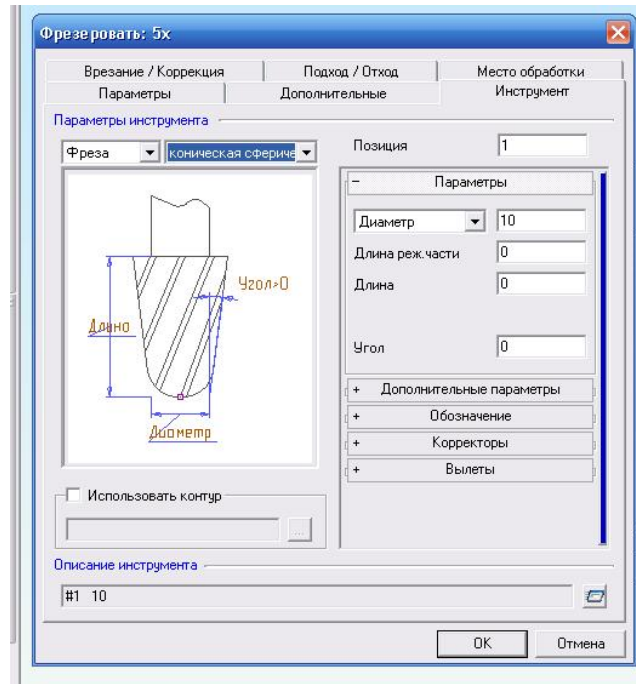 Фрезеровать: 5x
Врезание / Коррекция
Подход / Отход
Место обработки
Параметры
Дополнительные
Инструмент
Параметры инструмента
Фреза
коническая сфериче
Позиция
1
Параметры
Диаметр
10
Длина реж.части
0
Длина
0
Угол
0
Угол>0
Длина
Диаметр
+ Дополнительные параметры
+ Обозначение
+ Корректоры
+ Вылеты
Использовать контур
...
Описание инструмента
#1 10
OK
Отмена